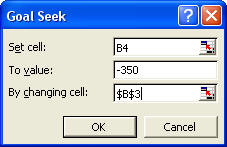 Goal Seek
Set cell: B4
To value: -350
By changing cell: $B$3
OK Cancel